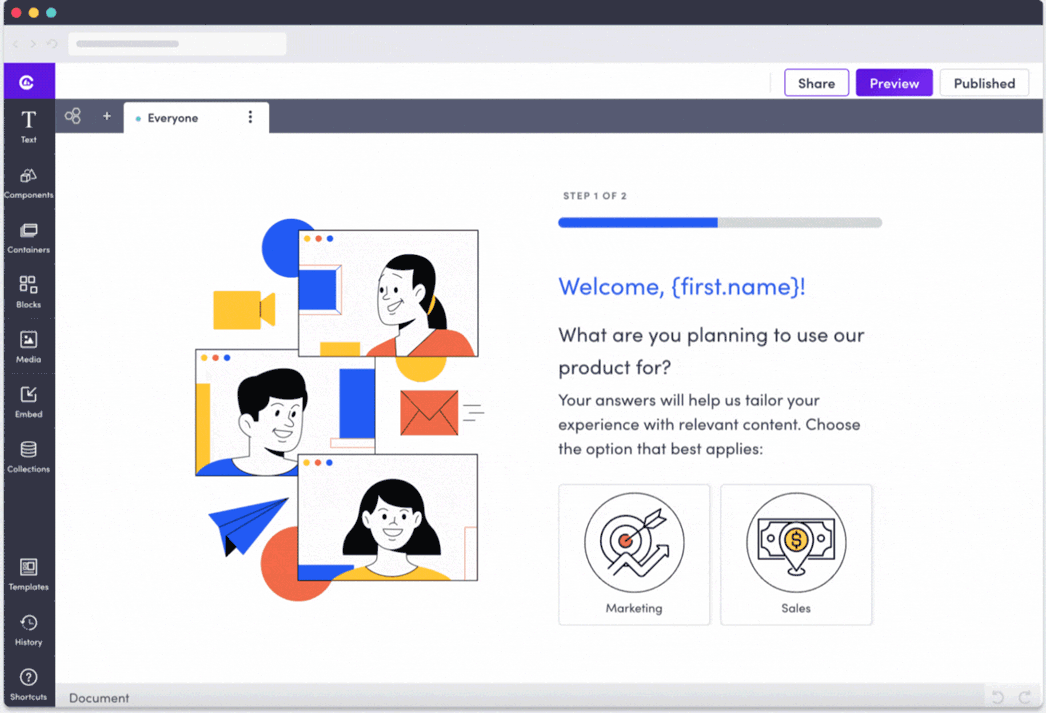 Share
Preview
Published
Everyone
Text
Components
Containers
Blocks
Media
Embed
Collections
Templates
History
Shortcuts
STEP 1 OF 2
Welcome, {first.name}!
What are you planning to use our
product for?
Your answers will help us tailor your
experience with relevant content. Choose
the option that best applies:
Marketing
Sales
Document